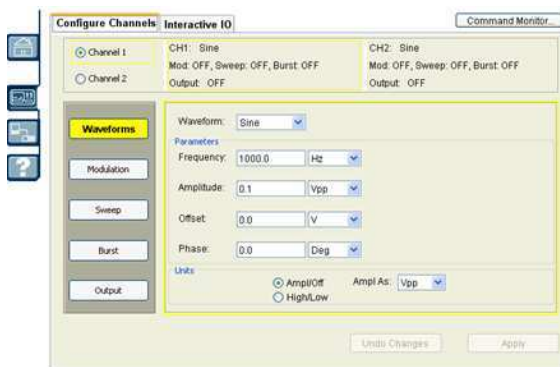 Configure Channels Interactive IO Command Monitor...
Channel 1
Channel 2
CH1: Sine
Mod: OFF, Sweep: OFF, Burst: OFF
Output: OFF
CH2: Sine
Mod: OFF, Sweep: OFF, Burst: OFF
Output: OFF
Waveforms
Modulation
Sweep
Burst
Output
Waveform: Sine
Parameters
Frequency: 1000.0 Hz
Amplitude: 0.1 Vpp
Offset: 0.0 V
Phase: 0.0 Deg
Units
Ampl/Off
High/Low
Ampl As: Vpp
Undo Changes Apply